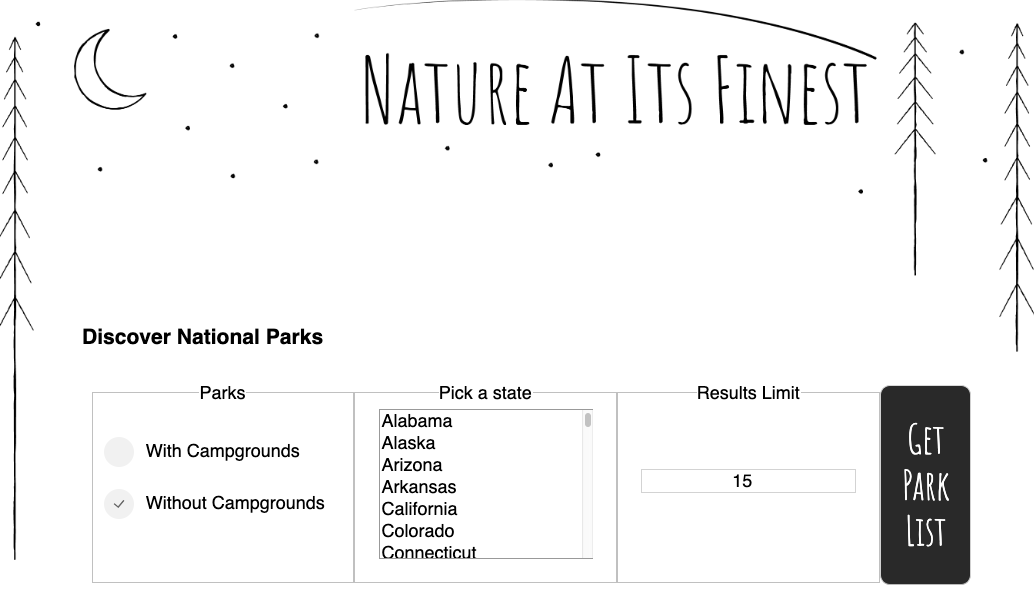 NATURE AT ITS FINEST
Discover National Parks
Parks
With Campgrounds
Without Campgrounds
Pick a state
Alabama
Alaska
Arizona
Arkansas
California
Colorado
Connecticut
Results Limit
15
GET
PARK
LIST